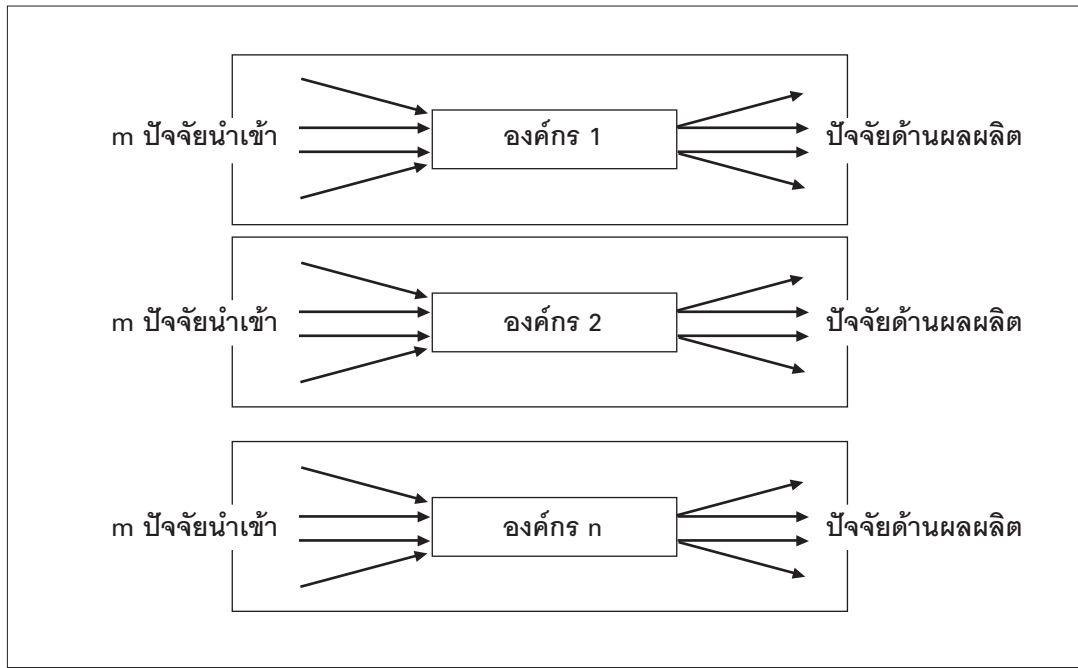 m ปัจจัยนำเข้า องค์กร 1 ปัจจัยด้านผลผลิต
m ปัจจัยนำเข้า องค์กร 2 ปัจจัยด้านผลผลิต
m ปัจจัยนำเข้า องค์กร n ปัจจัยด้านผลผลิต